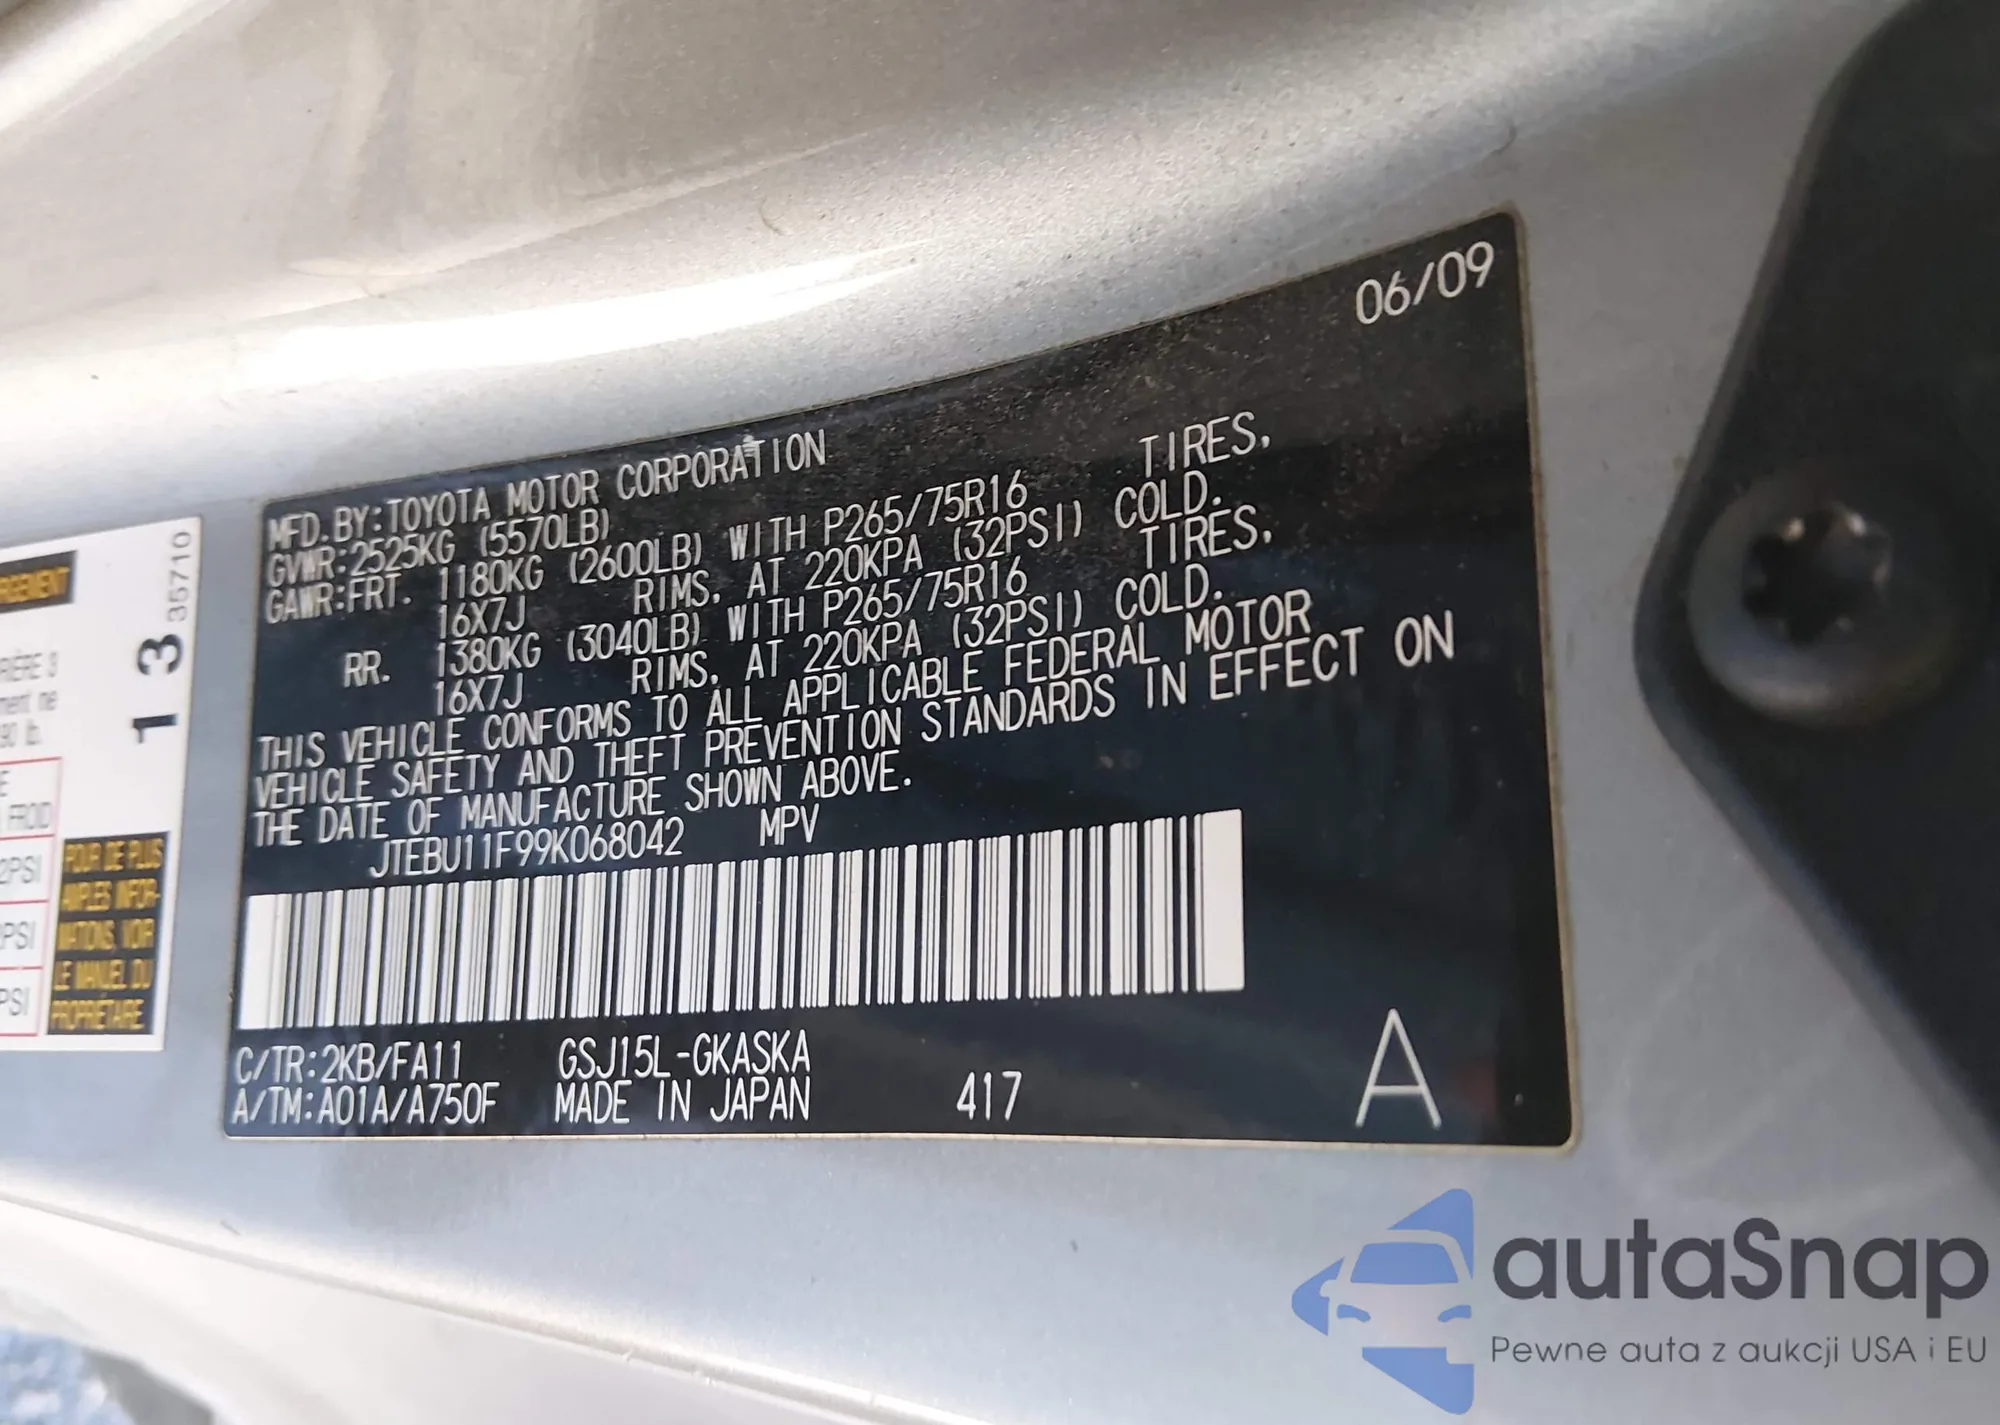 06/09
MFD.BY:TOYOTA MOTOR CORPORATION
GVWR:2525KG (5570LB)
GAWR:FRT. 1180KG (2600LB) WITH P265/75R16 TIRES,
16X7J RIMS, AT 220KPA (32PSI) COLD.
RR. 1380KG (3040LB) WITH P265/75R16 TIRES,
16X7J RIMS, AT 220KPA (32PSI) COLD.
THIS VEHICLE CONFORMS TO ALL APPLICABLE FEDERAL MOTOR
VEHICLE SAFETY AND THEFT PREVENTION STANDARDS IN EFFECT ON
THE DATE OF MANUFACTURE SHOWN ABOVE.
JTEBU11F99K068042 MPV
C/TR:2KB/FA11 GSJ15L-GKASKA
A/TM:A01A/A750F MADE IN JAPAN 417 A
13 35710
POUR DE PLUS
AMPLES INFOR-
MATIONS, VOIR
LE MANUEL DU
PROPRIÉTAIRE
autaSnap
Pewne auta z aukcji USA i EU